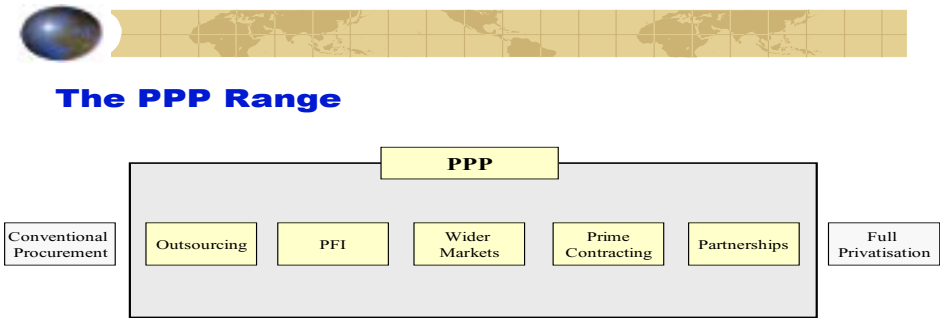 The PPP Range
PPP
Conventional
Procurement
Outsourcing
PFI
Wider
Markets
Prime
Contracting
Partnerships
Full
Privatisation